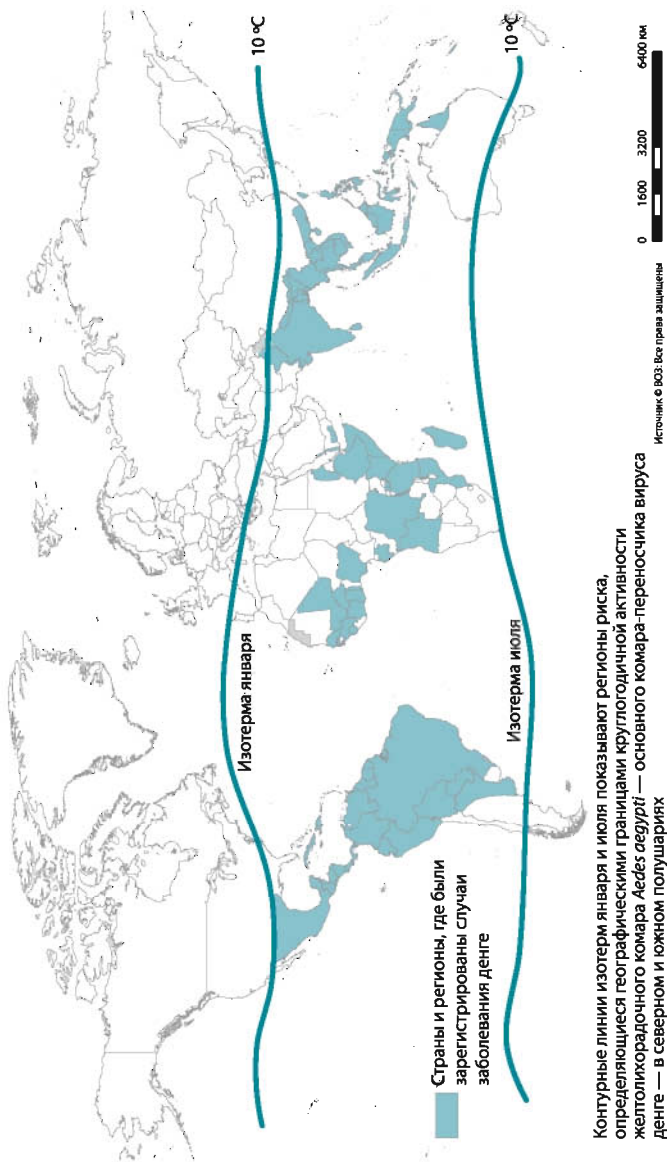 10 °C
Изотерма января
10 °C
Изотерма июля
Страны и регионы, где были
зарегистрированы случаи
заболевания денге
0 1600 3200 6400 км
Источник © ВОЗ: Все права защищены
Контурные линии изотерм января и июля показывают регионы риска,
определяющиеся географическими границами круглогодичной активности
желтолихорадочного комара Aedes aegypti — основного комара-переносчика вируса
денге — в северном и южном полушариях